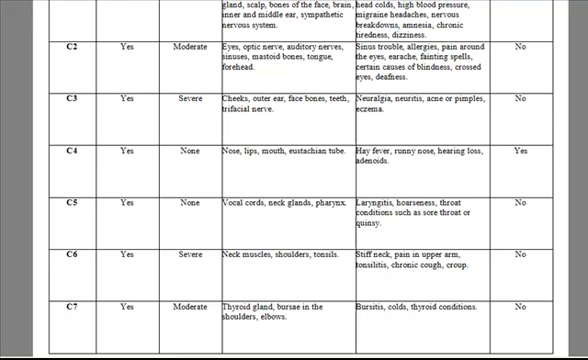 gland, scalp, bones of the face, brain,
inner and middle ear, sympathetic
nervous system.
head colds, high blood pressure,
migraine headaches, nervous
breakdowns, amnesia, chronic
tiredness, dizziness.
C2
Yes
Moderate
Eyes, optic nerve, auditory nerves,
sinuses, mastoid bones, tongue,
forehead.
Sinus trouble, allergies, pain around
the eyes, earache, fainting spells,
certain causes of blindness, crossed
eyes, deafness.
No
C3
Yes
Severe
Cheeks, outer ear, face bones, teeth,
trifacial nerve.
Neuralgia, neuritis, acne or pimples,
eczema.
No
C4
Yes
None
Nose, lips, mouth, eustachian tube.
Hay fever, runny nose, hearing loss,
adenoids.
Yes
C5
Yes
None
Vocal cords, neck glands, pharynx.
Laryngitis, hoarseness, throat
conditions such as sore throat or
quinsy.
No
C6
Yes
Severe
Neck muscles, shoulders, tonsils.
Stiff neck, pain in upper arm,
tonsilitis, chronic cough, croup.
No
C7
Yes
Moderate
Thyroid gland, bursae in the
shoulders, elbows.
Bursitis, colds, thyroid conditions.
No